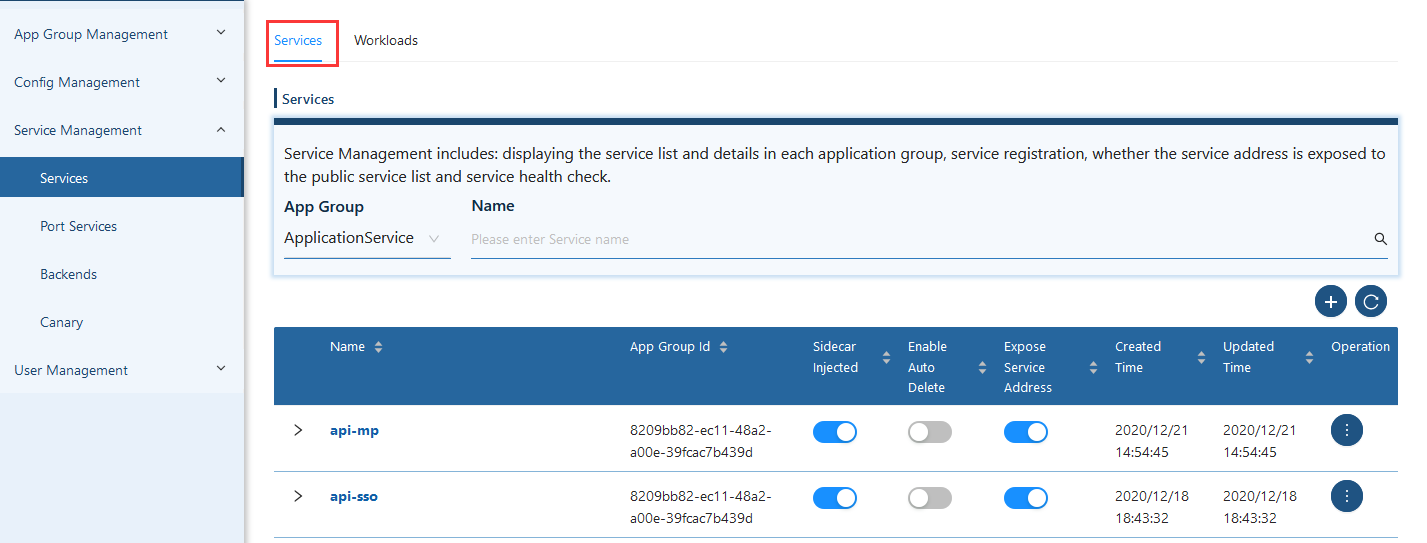 App Group Management
Config Management
Service Management
Services
Port Services
Backends
Canary
User Management
Services Workloads
Services
Service Management includes: displaying the service list and details in each application group, service registration, whether the service address is exposed to
the public service list and service health check.
App Group Name
ApplicationService Please enter Service name
Name App Group Id Sidecar Injected Enable Auto Delete Expose Service Address Created Time Updated Time Operation
api-mp 8209bb82-ec11-48a2- 2020/12/21 2020/12/21
a00e-39fcac7b439d 14:54:45 14:54:45
api-sso 8209bb82-ec11-48a2- 2020/12/18 2020/12/18
a00e-39fcac7b439d 18:43:32 18:43:32